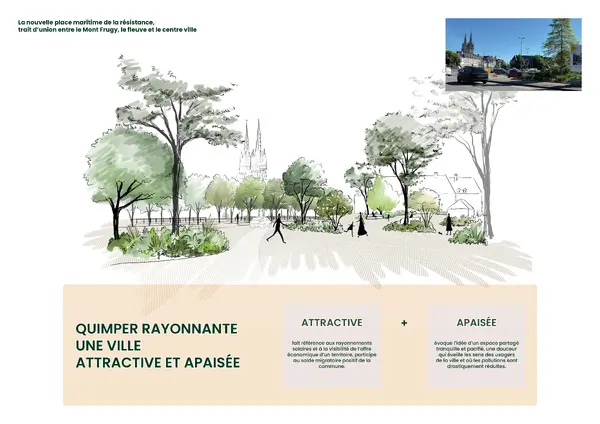 La nouvelle place maritime de la résistance,
trait d'union entre le Mont Frugy, le fleuve et le centre ville
QUIMPER RAYONNANTE
UNE VILLE
ATTRACTIVE ET APAISÉE
ATTRACTIVE
fait référence aux rayonnements
solaires et à la visibilité de l'offre
économique d'un territoire, participe
au solde migratoire positif de la
commune.
+
APAISÉE
évoque l'idée d'un espace partagé
tranquille et pacifié, une douceur
qui éveille les sens des usagers
de la ville et où les pollutions sont
drastiquement réduites.